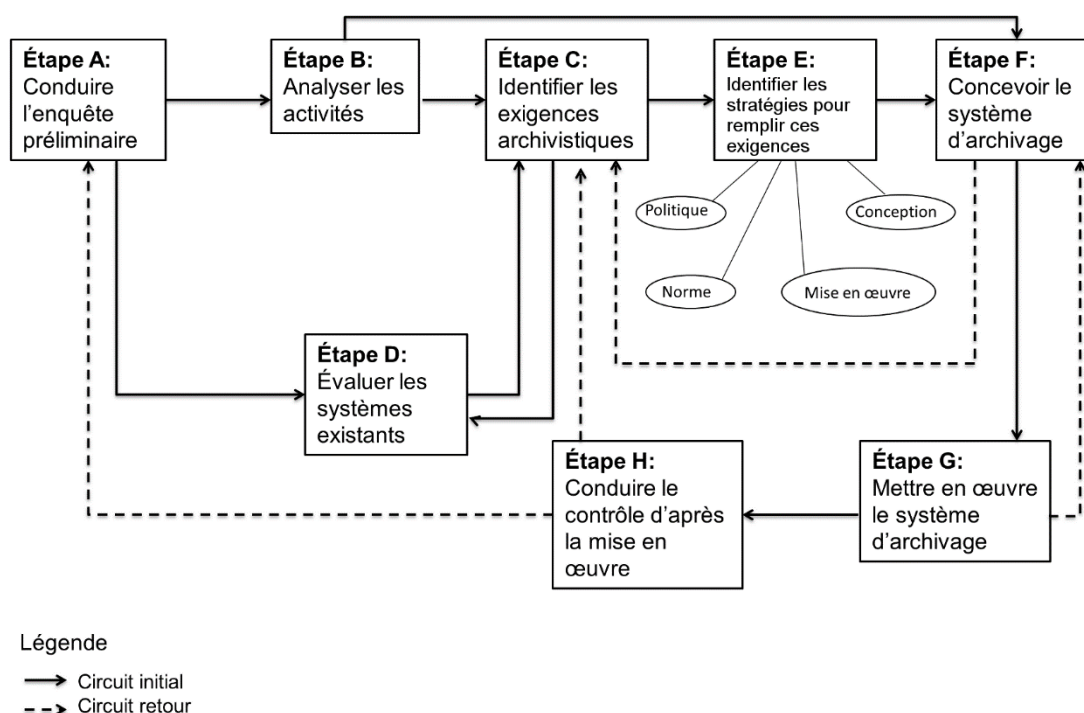 Étape A:
Conduire
l’enquête
préliminaire
Étape B:
Analyser les
activités
Étape C:
Identifier les
exigences
archivistiques
Étape E:
Identifier les
stratégies pour
remplir ces
exigences
Étape F:
Concevoir le
système
d’archivage
Politique
Conception
Norme
Mise en œuvre
Étape D:
Évaluer les
systèmes
existants
Étape H:
Conduire le
contrôle d’après
la mise en
œuvre
Étape G:
Mettre en œuvre
le système
d’archivage
Légende
Circuit initial
Circuit retour